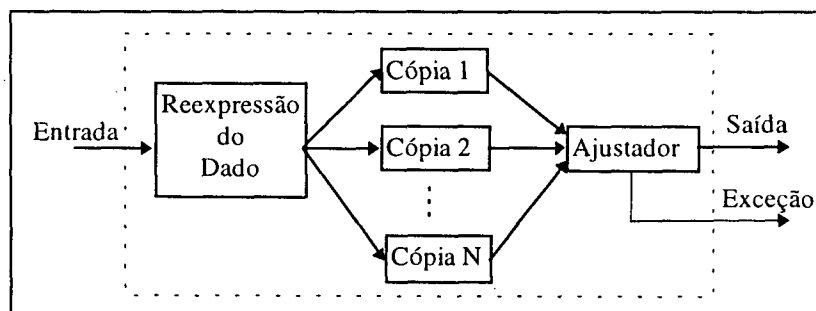 Entrada
Reexpressão
do
Dado
Cópia 1
Cópia 2
Cópia N
Ajustador
Saída
Exceção